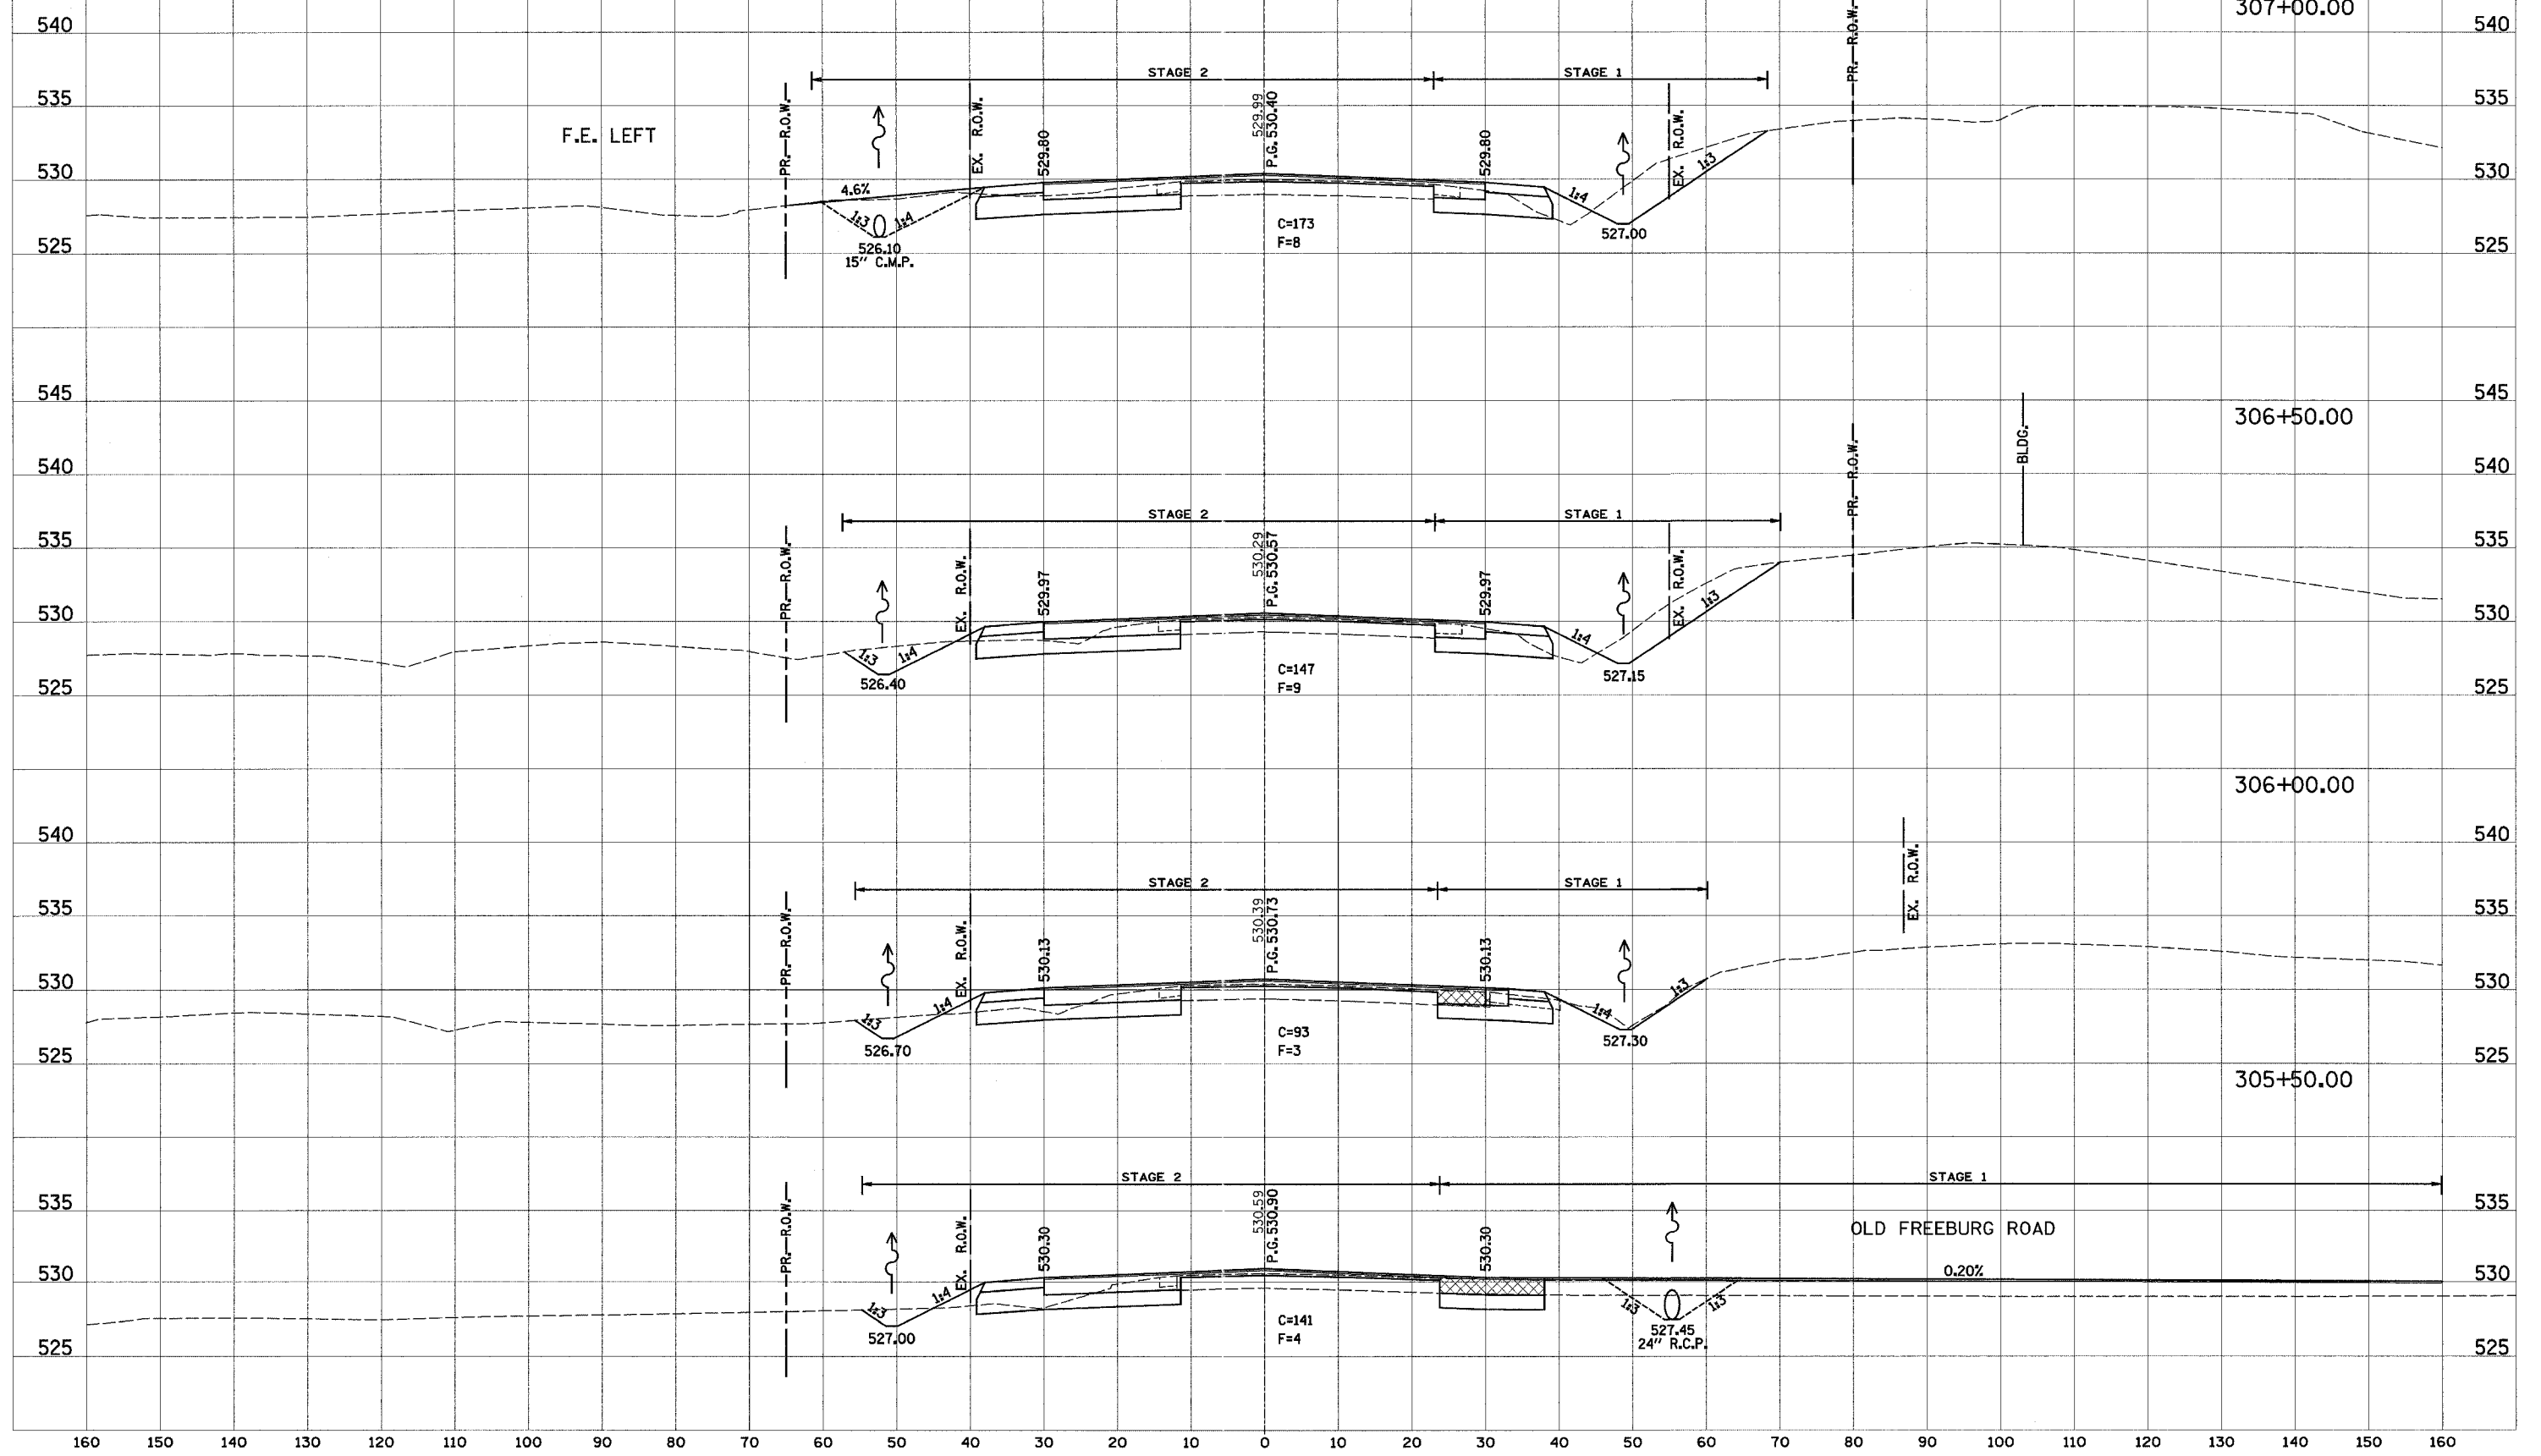 307+00.00
540 540
STAGE 2 STAGE 1
PR. R.O.W.
535 535
F.E. LEFT
PR. R.O.W.
EX. R.O.W.
529.80
529.99
P.G. 530.40
529.80
EX. R.O.W.
530 530
4.6%
1:3 1:4
1:4
1:3
526.10
15" C.M.P.
C=173
F=8
527.00
525 525
545 545
306+50.00
BLDG.
540 540
PR. R.O.W.
STAGE 2 STAGE 1
535 535
PR. R.O.W.
EX. R.O.W.
529.97
530.29
P.G. 530.57
529.97
EX. R.O.W.
530 530
1:3 1:4
1:4
1:3
526.40
C=147
F=9
527.15
525 525
306+00.00
540 540
EX. R.O.W.
STAGE 2 STAGE 1
535 535
PR. R.O.W.
EX. R.O.W.
530.13
530.39
P.G. 530.73
530.13
530 530
1:3 1:4
1:4
1:3
526.70
C=93
F=3
527.30
525 525
305+50.00
STAGE 2 STAGE 1
535 535
PR. R.O.W.
EX. R.O.W.
530.30
530.59
P.G. 530.90
530.30
OLD FREEBURG ROAD
530 530
0.20%
1:3 1:4
1:3 1:3
527.00
C=141
F=4
527.45
24" R.C.P.
525 525
160 150 140 130 120 110 100 90 80 70 60 50 40 30 20 10 0 10 20 30 40 50 60 70 80 90 100 110 120 130 140 150 160